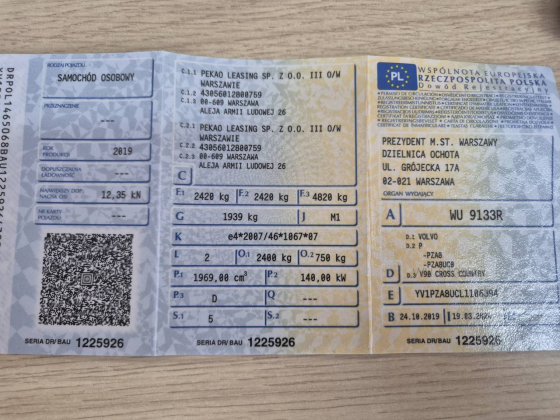 RODZAJ POJAZDU
SAMOCHÓD OSOBOWY
PRZEZNACZENIE
---
ROK PRODUKCJI 2019
DOPUSZCZALNA ŁADOWNOŚĆ ---
NAJWIĘKSZY DOP. NACISK OSI 12,35 kN
NR KARTY POJAZDU ---
SERIA DR/BAU 1225926
C.1.1 PEKAO LEASING SP. Z O.O. III O/W
WARSZAWA
C.1.2 43056012800759
C.1.3 00-609 WARSZAWA
ALEJA ARMII LUDOWEJ 26
C.2.1 PEKAO LEASING SP. Z O.O. III O/W
WARSZAWA
C.2.2 43056012800759
C.2.3 00-609 WARSZAWA
ALEJA ARMII LUDOWEJ 26
C
F.1 2420 kg F.2 2420 kg F.3 4820 kg
G 1939 kg J M1
K e4*2007/46*1067*07
L 2 O.1 2400 kg O.2 750 kg
P.1 1969,00 cm³ P.2 140,00 kW
P.3 D Q ---
S.1 5 S.2 ---
SERIA DR/BAU 1225926
PL
WSPÓLNOTA EUROPEJSKA
RZECZPOSPOLITA POLSKA
Dowód Rejestracyjny
PREZYDENT M.ST. WARSZAWY
DZIELNICA OCHOTA
UL. GRÓJECKA 17A
02-021 WARSZAWA
ORGAN WYDAJĄCY
A WU 9133R
D.1 VOLVO
D.2 P
-PZAB
-PZABUC0
D D.3 V90 CROSS COUNTRY
E YV1PZA8UCL1106394
B 24.10.2019 I 19.03.
SERIA DR/BAU 1225926